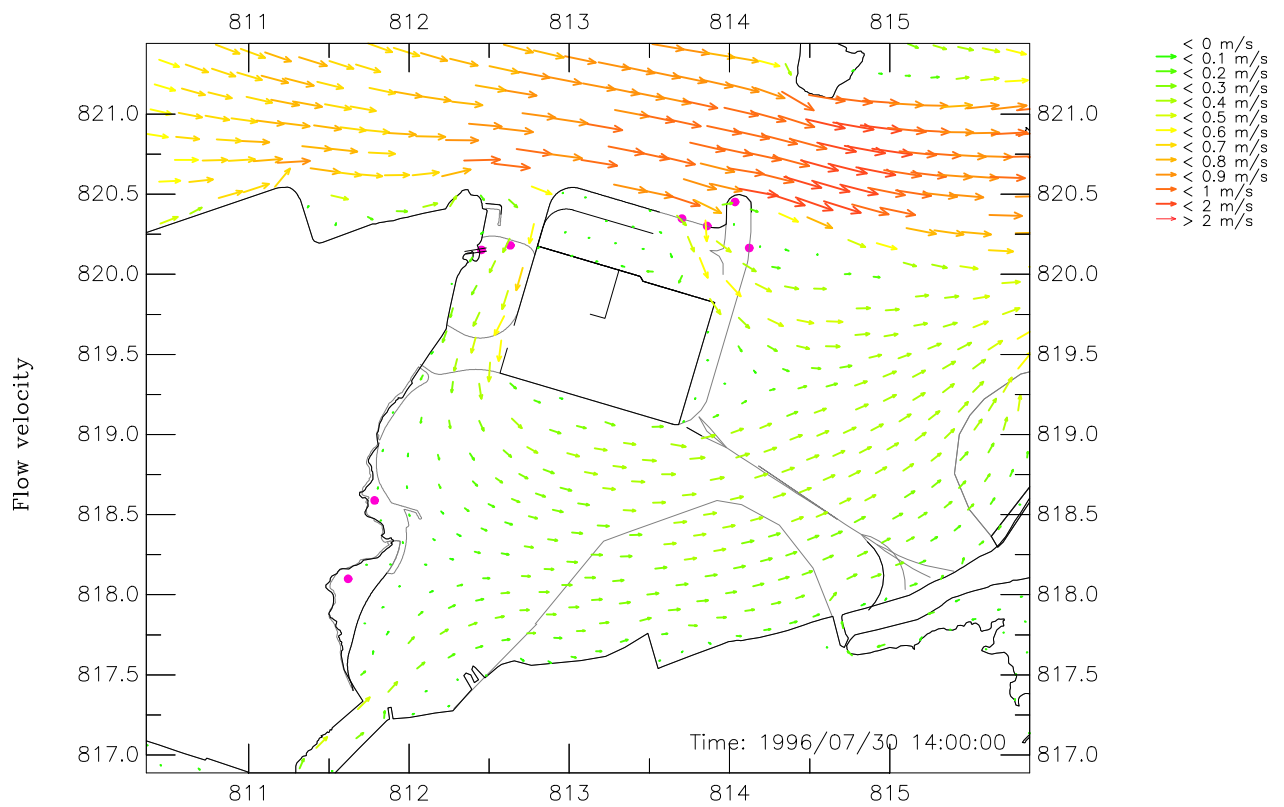 811 812 813 814 815
< 0 m/s
< 0.1 m/s
< 0.2 m/s
< 0.3 m/s
< 0.4 m/s
< 0.5 m/s
< 0.6 m/s
< 0.7 m/s
< 0.8 m/s
< 0.9 m/s
< 1 m/s
< 2 m/s
> 2 m/s
821.0 821.0
820.5 820.5
820.0 820.0
819.5 819.5
Flow velocity
819.0 819.0
818.5 818.5
818.0 818.0
817.5 817.5
Time: 1996/07/30 14:00:00
817.0 817.0
811 812 813 814 815